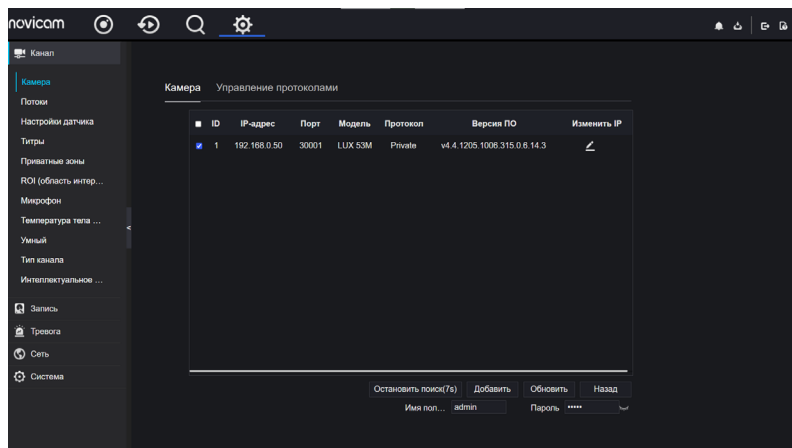 novicam
Канал
Камера
Потоки
Настройки датчика
Титры
Приватные зоны
ROI (область интер...
Микрофон
Температура тела ...
Умный
Тип канала
Интеллектуальное ...
Запись
Тревога
Сеть
Система
Камера Управление протоколами
ID IP-адрес Порт Модель Протокол Версия ПО Изменить IP
1 192.168.0.50 30001 LUX 53M Private v4.4.1205.1006.315.0.6.14.3
Остановить поиск(7s) Добавить Обновить Назад
Имя пол... admin Пароль •••••